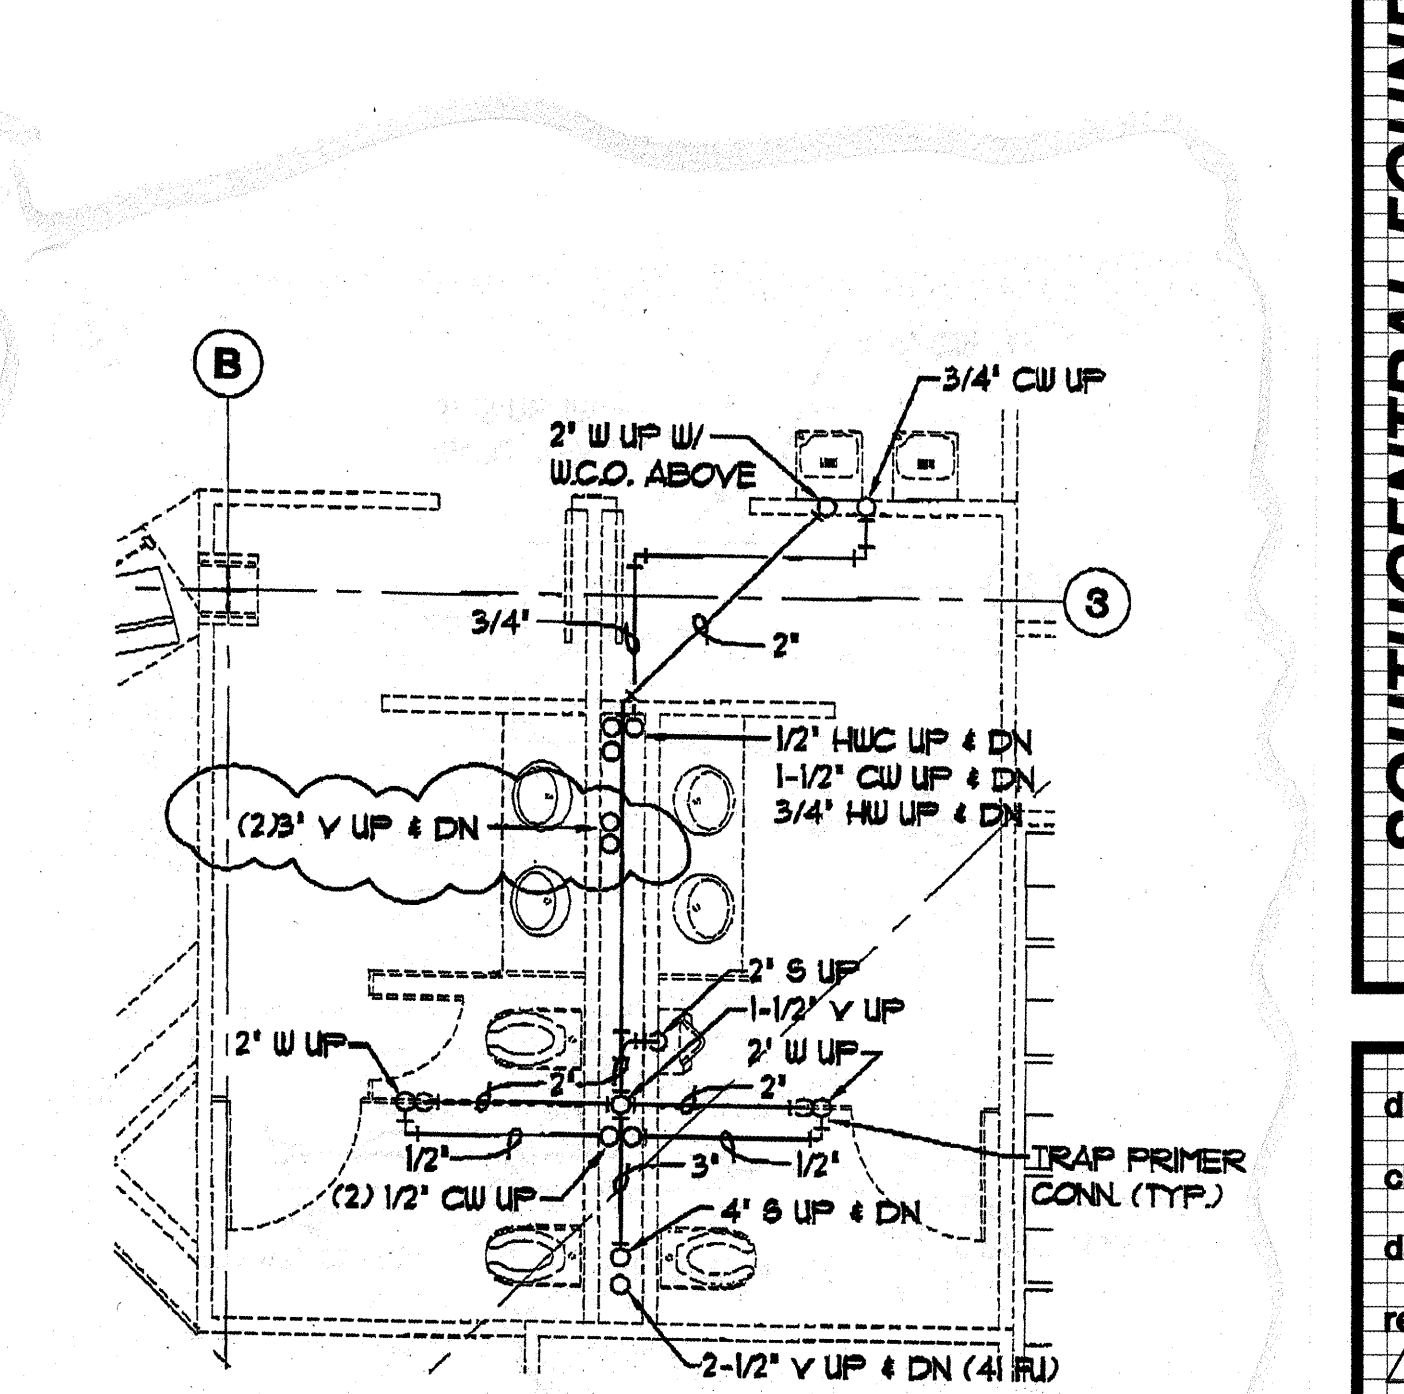 B
3/4" CW UP
2" W UP W/
W.C.O. ABOVE
3
3/4"
2"
1/2" HWC UP & DN
1-1/2" CW UP & DN
3/4" HW UP & DN
(2)3" V UP & DN
2" S UP
1-1/2" V UP
2" W UP
2" W UP
2"
2"
1/2"
3"
1/2"
TRAP PRIMER
CONN. (TYP.)
(2) 1/2" CW UP
4" S UP & DN
2-1/2" V UP & DN (41 FU)
d
c
d
re